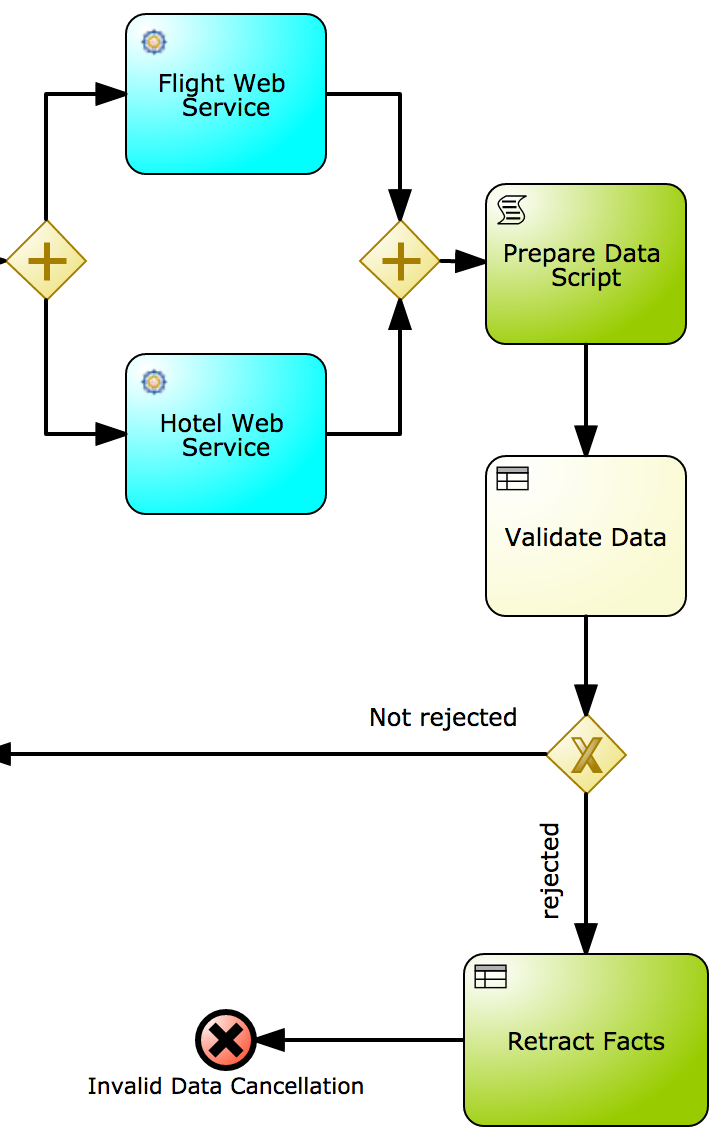 Flight Web
Service
Prepare Data
Script
Hotel Web
Service
Validate Data
Not rejected
rejected
Retract Facts
Invalid Data Cancellation